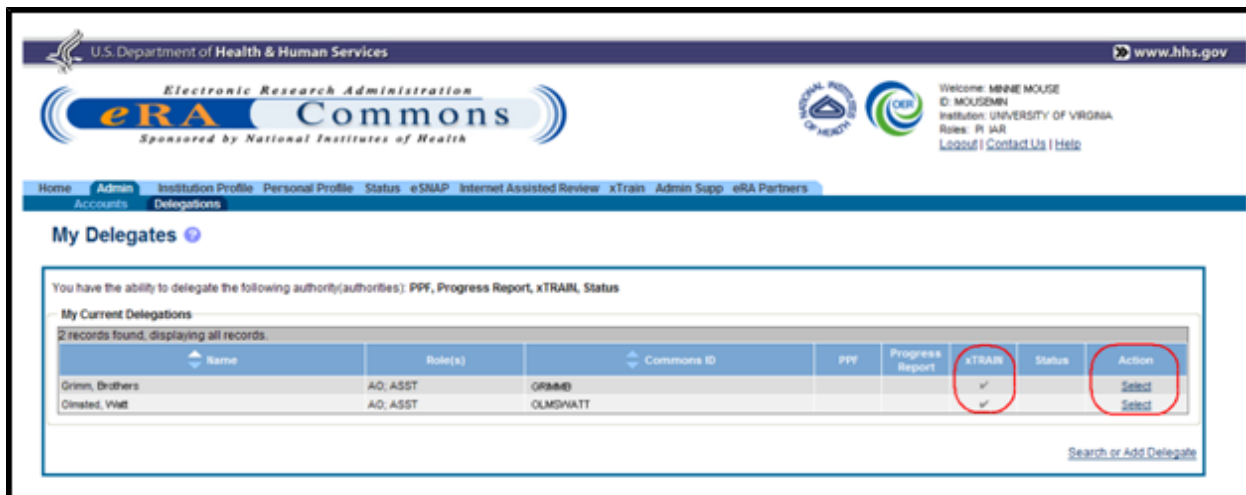 U.S. Department of Health & Human Services
www.hhs.gov
Electronic Research Administration
eRA Commons
Sponsored by National Institutes of Health
NATIONAL INSTITUTES OF HEALTH
OER
Welcome: MINNIE MOUSE
ID: MOUSEMIN
Institution: UNIVERSITY OF VIRGINIA
Roles: PI IAR
Logout | Contact Us | Help
Home Admin Institution Profile Personal Profile Status eSNAP Internet Assisted Review xTrain Admin Supp eRA Partners
Accounts Delegations
My Delegates ?
You have the ability to delegate the following authority(authorities): PPF, Progress Report, xTRAIN, Status
My Current Delegations
2 records found, displaying all records.
Name Role(s) Commons ID PPF Progress Report xTRAIN Status Action
Grimm, Brothers AO; ASST GRIMMB ✓ Select
Olmsted, Watt AO; ASST OLMSWATT ✓ Select
Search or Add Delegate